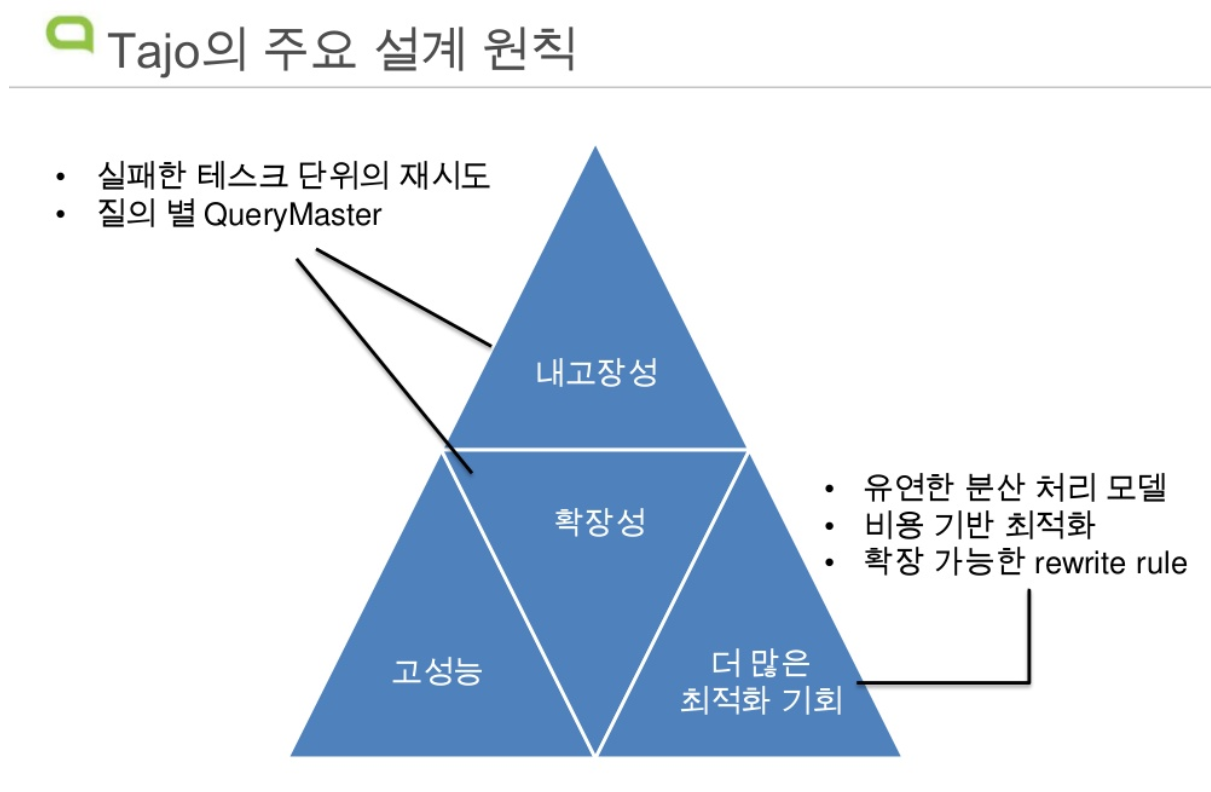 Tajo의 주요 설계 원칙
• 실패한 테스크 단위의 재시도
• 질의 별 QueryMaster
내고장성
확장성
• 유연한 분산 처리 모델
• 비용 기반 최적화
• 확장 가능한 rewrite rule
고성능
더 많은
최적화 기회